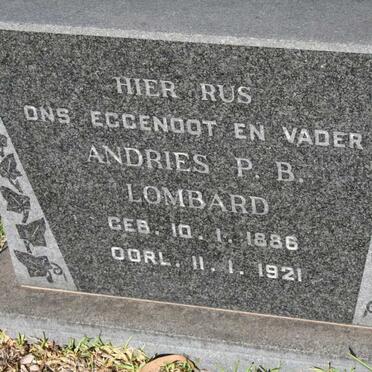 HIER RUS
ONS EGGENOOT EN VADER
ANDRIES P. B.
LOMBARD
GEB. 10. 1. 1886
OORL. 11. 1. 1921